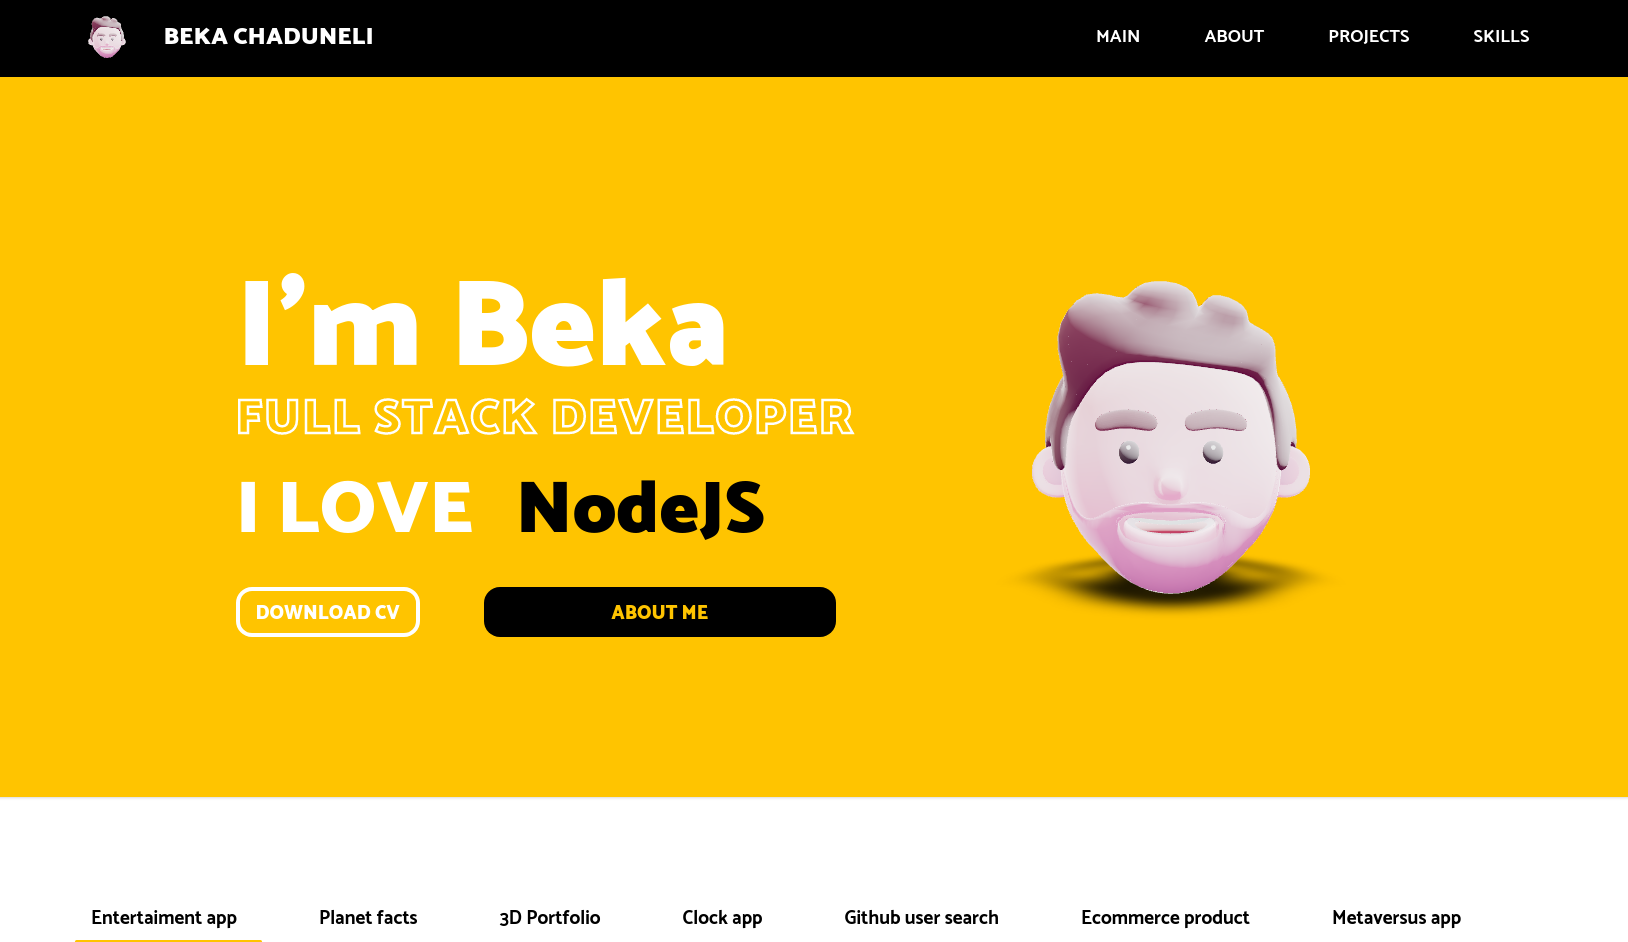 BEKA CHADUNELI
MAIN ABOUT PROJECTS SKILLS
I'm Beka
FULL STACK DEVELOPER
I LOVE NodeJS
DOWNLOAD CV
ABOUT ME
Entertaiment app Planet facts 3D Portfolio Clock app Github user search Ecommerce product Metaversus app